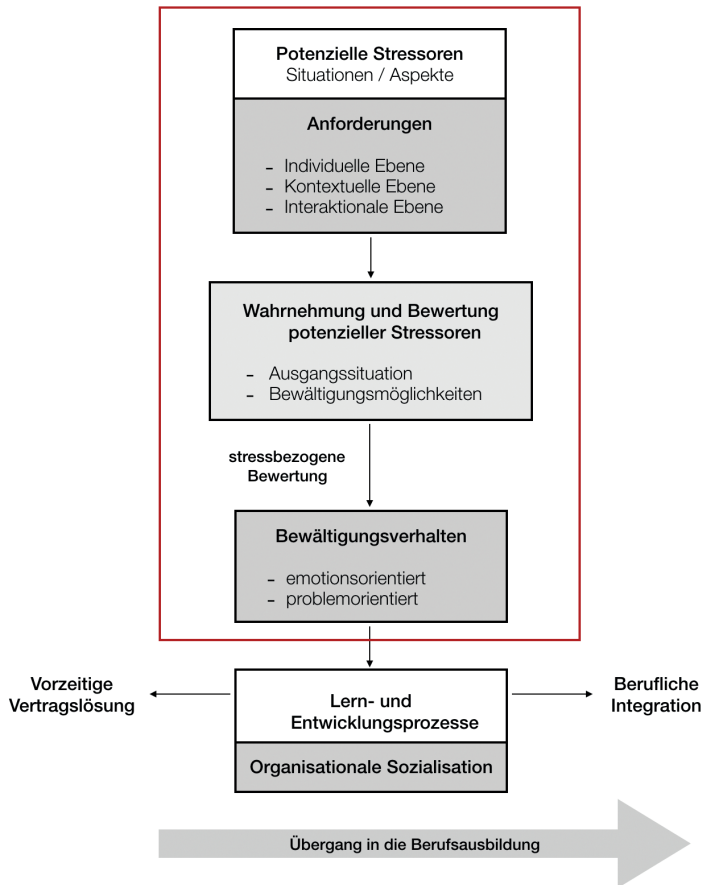 Potenzielle Stressoren
Situationen / Aspekte
Anforderungen
- Individuelle Ebene
- Kontextuelle Ebene
- Interaktionale Ebene
Wahrnehmung und Bewertung
potenzieller Stressoren
- Ausgangssituation
- Bewältigungsmöglichkeiten
stressbezogene
Bewertung
Bewältigungsverhalten
- emotionsorientiert
- problemorientiert
Vorzeitige
Vertragslösung
Lern- und
Entwicklungsprozesse
Organisationale Sozialisation
Berufliche
Integration
Übergang in die Berufsausbildung